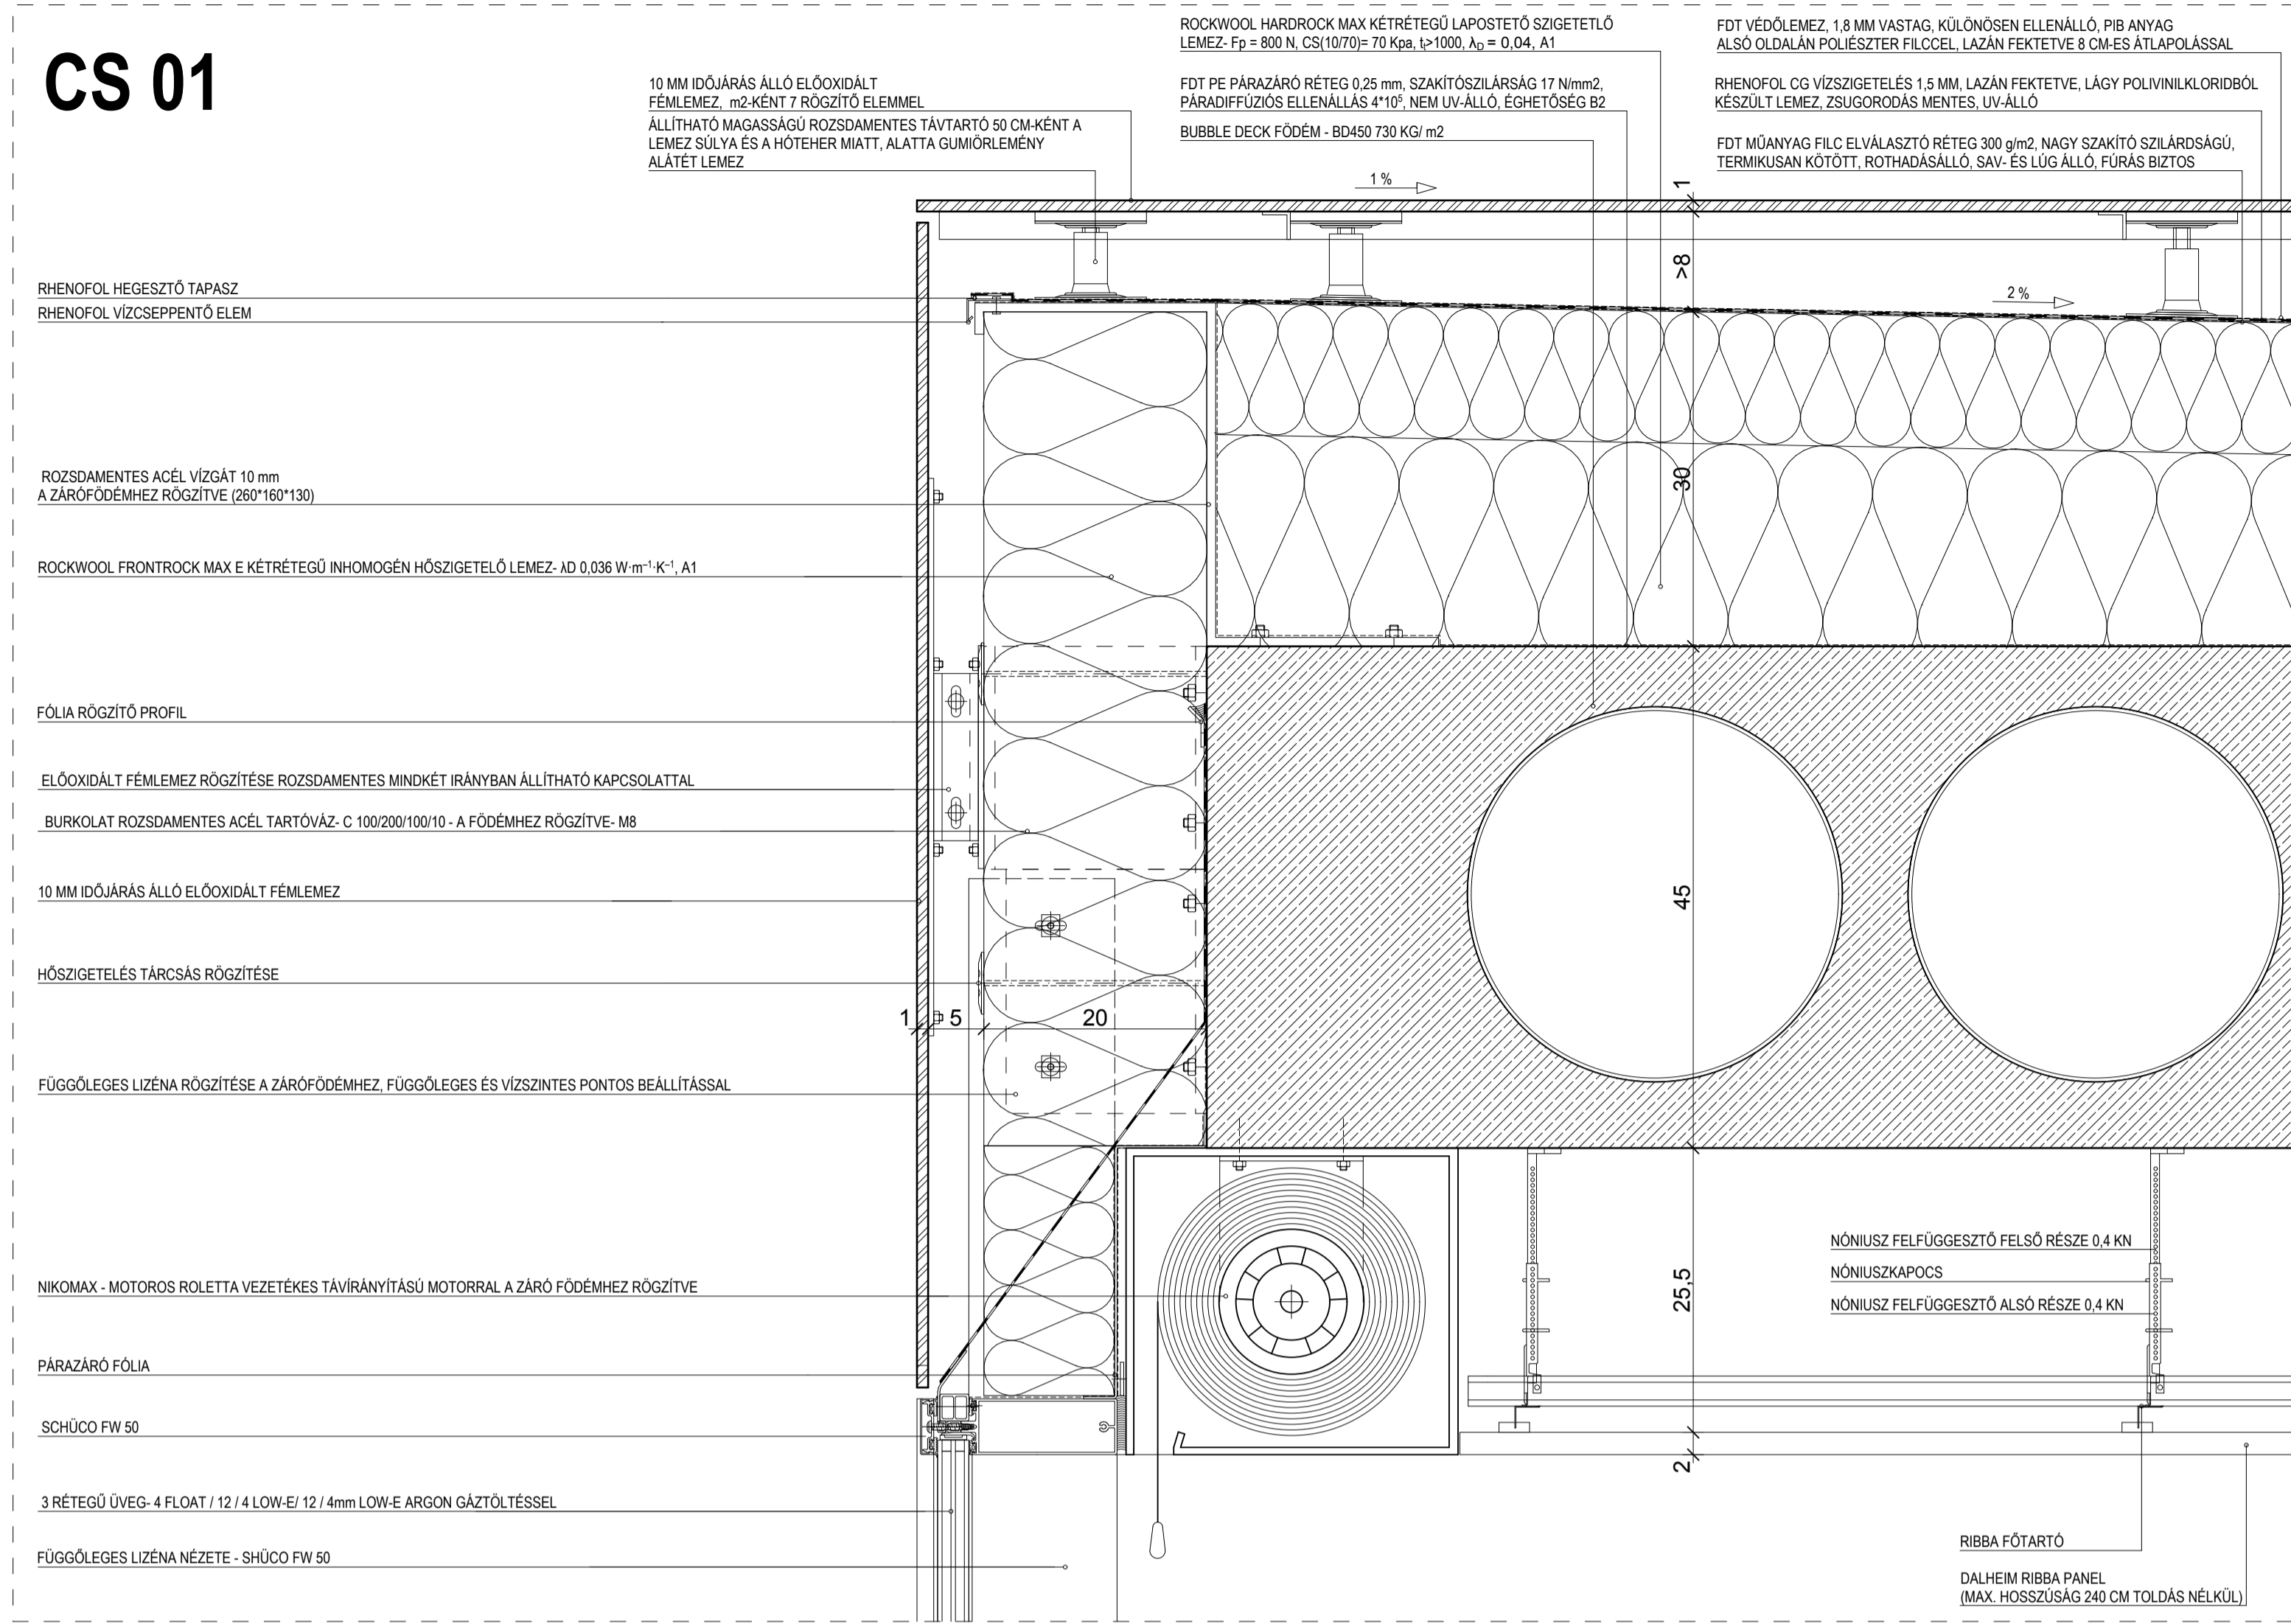 CS 01
10 MM IDŐJÁRÁS ÁLLÓ ELŐOXIDÁLT
FÉMLEMEZ, m2-KÉNT 7 RÖGZÍTŐ ELEMMEL
ÁLLÍTHATÓ MAGASSÁGÚ ROZSDAMENTES TÁVTARTÓ 50 CM-KÉNT A
LEMEZ SÚLYA ÉS A HÓTEHER MIATT, ALATTA GUMIŐRLEMÉNY
ALÁTÉT LEMEZ
ROCKWOOL HARDROCK MAX KÉTRÉTEGŰ LAPOSTETŐ SZIGETETLŐ
LEMEZ- Fp = 800 N, CS(10/70)= 70 Kpa, tᵢ>1000, λD = 0,04, A1
FDT PE PÁRAZÁRÓ RÉTEG 0,25 mm, SZAKÍTÓSZILÁRSÁG 17 N/mm2,
PÁRADIFFÚZIÓS ELLENÁLLÁS 4*10⁵, NEM UV-ÁLLÓ, ÉGHETŐSÉG B2
BUBBLE DECK FÖDÉM - BD450 730 KG/ m2
FDT VÉDŐLEMEZ, 1,8 MM VASTAG, KÜLÖNÖSEN ELLENÁLLÓ, PIB ANYAG
ALSÓ OLDALÁN POLIÉSZTER FILCCEL, LAZÁN FEKTETVE 8 CM-ES ÁTLAPOLÁSSAL
RHENOFOL CG VÍZSZIGETELÉS 1,5 MM, LAZÁN FEKTETVE, LÁGY POLIVINILKLORIDBÓL
KÉSZÜLT LEMEZ, ZSUGORODÁS MENTES, UV-ÁLLÓ
FDT MŰANYAG FILC ELVÁLASZTÓ RÉTEG 300 g/m2, NAGY SZAKÍTÓ SZILÁRDSÁGÚ,
TERMIKUSAN KÖTÖTT, ROTHADÁSÁLLÓ, SAV- ÉS LÚG ÁLLÓ, FÚRÁS BIZTOS
1 %
1
>8
2 %
30
45
25,5
2
RHENOFOL HEGESZTŐ TAPASZ
RHENOFOL VÍZCSEPPENTŐ ELEM
ROZSDAMENTES ACÉL VÍZGÁT 10 mm
A ZÁRÓFÖDÉMHEZ RÖGZÍTVE (260*160*130)
ROCKWOOL FRONTROCK MAX E KÉTRÉTEGŰ INHOMOGÉN HŐSZIGETELŐ LEMEZ- λD 0,036 W·m⁻¹·K⁻¹, A1
FÓLIA RÖGZÍTŐ PROFIL
ELŐOXIDÁLT FÉMLEMEZ RÖGZÍTÉSE ROZSDAMENTES MINDKÉT IRÁNYBAN ÁLLÍTHATÓ KAPCSOLATTAL
BURKOLAT ROZSDAMENTES ACÉL TARTÓVÁZ- C 100/200/100/10 - A FÖDÉMHEZ RÖGZÍTVE- M8
10 MM IDŐJÁRÁS ÁLLÓ ELŐOXIDÁLT FÉMLEMEZ
HŐSZIGETELÉS TÁRCSÁS RÖGZÍTÉSE
1 5 20
FÜGGŐLEGES LIZÉNA RÖGZÍTÉSE A ZÁRÓFÖDÉMHEZ, FÜGGŐLEGES ÉS VÍZSZINTES PONTOS BEÁLLÍTÁSSAL
NIKOMAX - MOTOROS ROLETTA VEZETÉKES TÁVÍRÁNYÍTÁSÚ MOTORRAL A ZÁRÓ FÖDÉMHEZ RÖGZÍTVE
PÁRAZÁRÓ FÓLIA
SCHÜCO FW 50
3 RÉTEGŰ ÜVEG- 4 FLOAT / 12 / 4 LOW-E/ 12 / 4mm LOW-E ARGON GÁZTÖLTÉSSEL
FÜGGŐLEGES LIZÉNA NÉZETE - SHÜCO FW 50
NÓNIUSZ FELFÜGGESZTŐ FELSŐ RÉSZE 0,4 KN
NÓNIUSZKAPOCS
NÓNIUSZ FELFÜGGESZTŐ ALSÓ RÉSZE 0,4 KN
RIBBA FŐTARTÓ
DALHEIM RIBBA PANEL
(MAX. HOSSZÚSÁG 240 CM TOLDÁS NÉLKÜL)